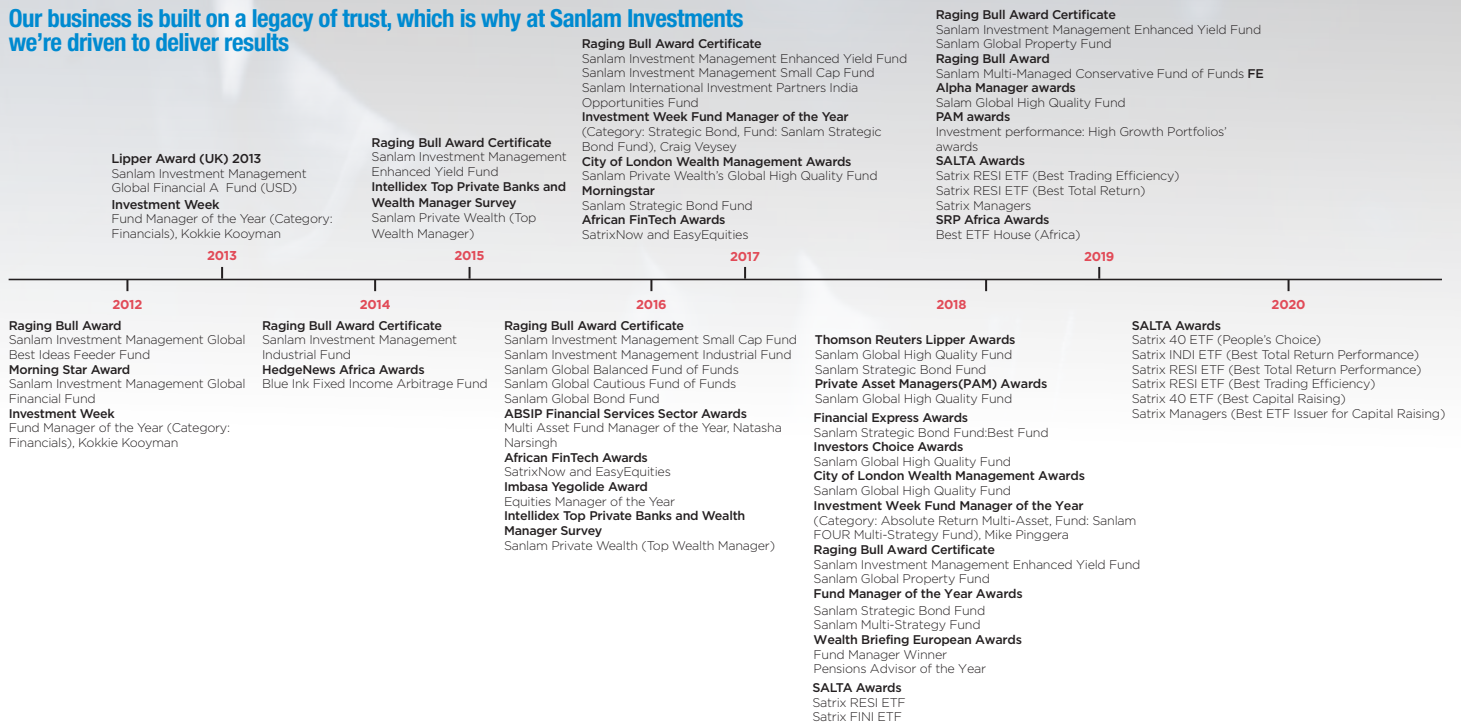 Our business is built on a legacy of trust, which is why at Sanlam Investments
we're driven to deliver results
Lipper Award (UK) 2013
Sanlam Investment Management
Global Financial A Fund (USD)
Investment Week
Fund Manager of the Year (Category:
Financials), Kokkie Kooyman
2013
Raging Bull Award Certificate
Sanlam Investment Management
Enhanced Yield Fund
Intellidex Top Private Banks and
Wealth Manager Survey
Sanlam Private Wealth (Top
Wealth Manager)
2015
Raging Bull Award Certificate
Sanlam Investment Management Enhanced Yield Fund
Sanlam Investment Management Small Cap Fund
Sanlam International Investment Partners India
Opportunities Fund
Investment Week Fund Manager of the Year
(Category: Strategic Bond, Fund: Sanlam Strategic
Bond Fund), Craig Veysey
City of London Wealth Management Awards
Sanlam Private Wealth's Global High Quality Fund
Morningstar
Sanlam Strategic Bond Fund
African FinTech Awards
SatrixNow and EasyEquities
2017
Raging Bull Award Certificate
Sanlam Investment Management Enhanced Yield Fund
Sanlam Global Property Fund
Raging Bull Award
Sanlam Multi-Managed Conservative Fund of Funds FE
Alpha Manager awards
Salam Global High Quality Fund
PAM awards
Investment performance: High Growth Portfolios'
awards
SALTA Awards
Satrix RESI ETF (Best Trading Efficiency)
Satrix RESI ETF (Best Total Return)
Satrix Managers
SRP Africa Awards
Best ETF House (Africa)
2019
2012
Raging Bull Award
Sanlam Investment Management Global
Best Ideas Feeder Fund
Morning Star Award
Sanlam Investment Management Global
Financial Fund
Investment Week
Fund Manager of the Year (Category:
Financials), Kokkie Kooyman
2014
Raging Bull Award Certificate
Sanlam Investment Management
Industrial Fund
HedgeNews Africa Awards
Blue Ink Fixed Income Arbitrage Fund
2016
Raging Bull Award Certificate
Sanlam Investment Management Small Cap Fund
Sanlam Investment Management Industrial Fund
Sanlam Global Balanced Fund of Funds
Sanlam Global Cautious Fund of Funds
Sanlam Global Bond Fund
ABSIP Financial Services Sector Awards
Multi Asset Fund Manager of the Year, Natasha
Narsingh
African FinTech Awards
SatrixNow and EasyEquities
Imbasa Yegolide Award
Equities Manager of the Year
Intellidex Top Private Banks and Wealth
Manager Survey
Sanlam Private Wealth (Top Wealth Manager)
2018
Thomson Reuters Lipper Awards
Sanlam Global High Quality Fund
Sanlam Strategic Bond Fund
Private Asset Managers(PAM) Awards
Sanlam Global High Quality Fund
Financial Express Awards
Sanlam Strategic Bond Fund:Best Fund
Investors Choice Awards
Sanlam Global High Quality Fund
City of London Wealth Management Awards
Sanlam Global High Quality Fund
Investment Week Fund Manager of the Year
(Category: Absolute Return Multi-Asset, Fund: Sanlam
FOUR Multi-Strategy Fund), Mike Pinggera
Raging Bull Award Certificate
Sanlam Investment Management Enhanced Yield Fund
Sanlam Global Property Fund
Fund Manager of the Year Awards
Sanlam Strategic Bond Fund
Sanlam Multi-Strategy Fund
Wealth Briefing European Awards
Fund Manager Winner
Pensions Advisor of the Year
SALTA Awards
Satrix RESI ETF
Satrix FINI ETF
2020
SALTA Awards
Satrix 40 ETF (People's Choice)
Satrix INDI ETF (Best Total Return Performance)
Satrix RESI ETF (Best Total Return Performance)
Satrix RESI ETF (Best Trading Efficiency)
Satrix 40 ETF (Best Capital Raising)
Satrix Managers (Best ETF Issuer for Capital Raising)